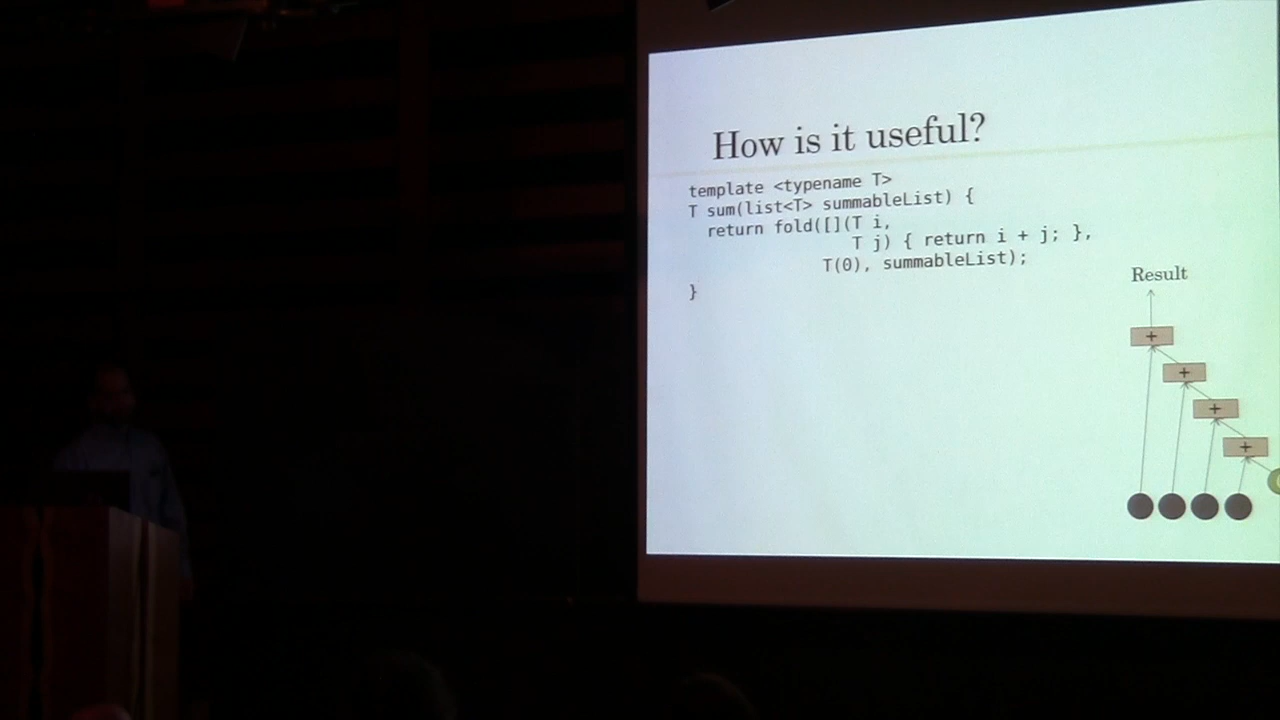 How is it useful?
template <typename T>
T sum(list<T> summableList) {
return fold([](T i,
T j) { return i + j; },
T(0), summableList);
}
Result
+
+
+
+